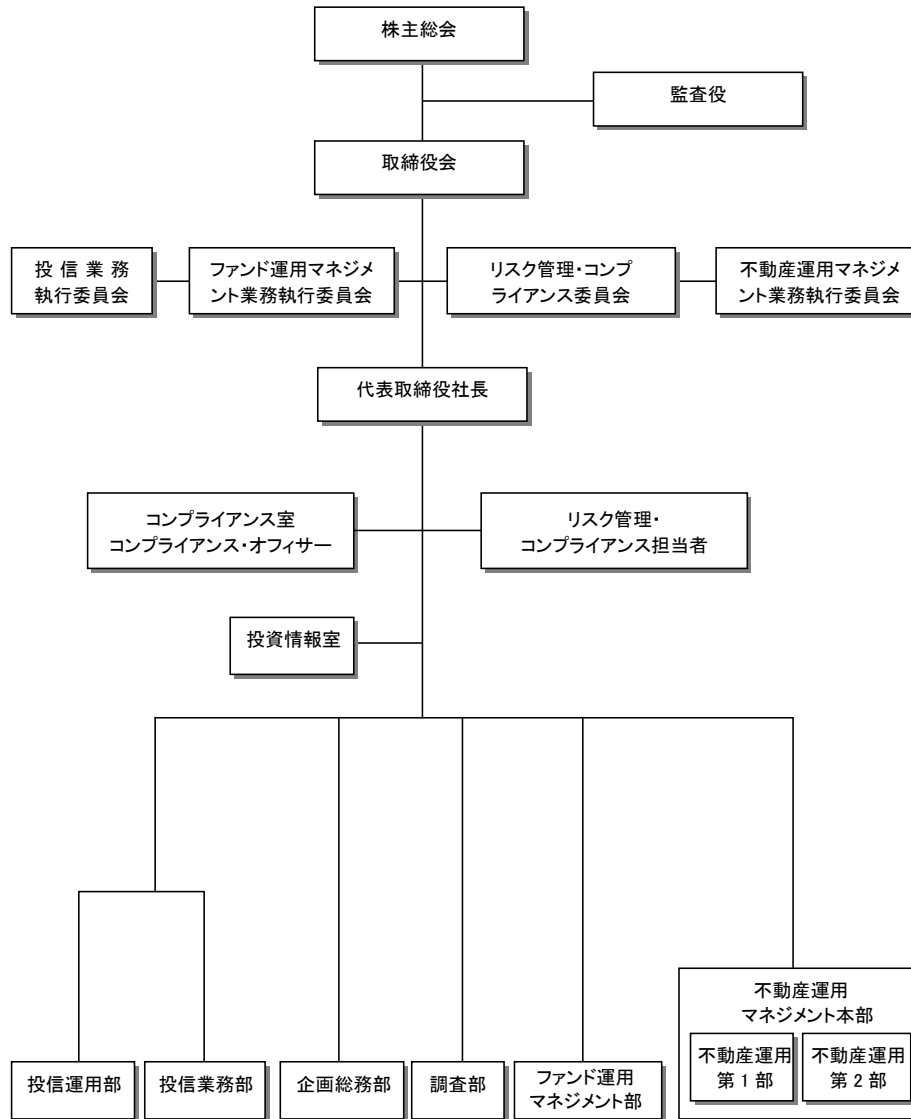 株主総会
監査役
取締役会
投信業務
執行委員会
ファンド運用マネジメ
ント業務執行委員会
リスク管理・コンプ
ライアンス委員会
不動産運用マネジメ
ント業務執行委員会
代表取締役社長
コンプライアンス室
コンプライアンス・オフィサー
リスク管理・
コンプライアンス担当者
投資情報室
投信運用部
投信業務部
企画総務部
調査部
ファンド運用
マネジメント部
不動産運用
マネジメント本部
不動産運用
第1部
不動産運用
第2部